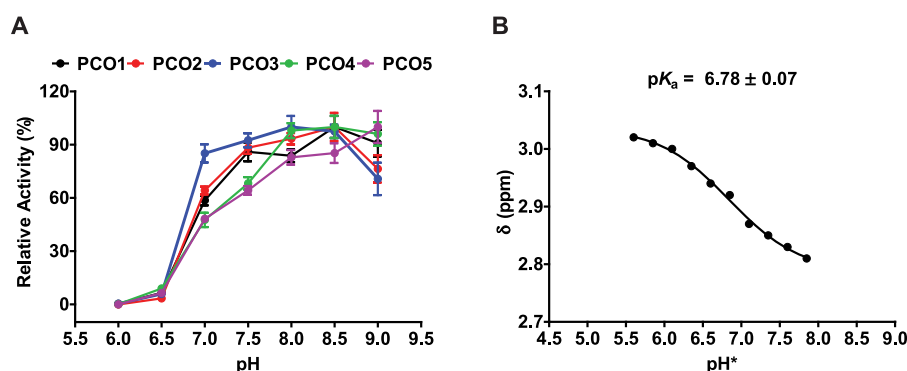 A
PCO1 PCO2 PCO3 PCO4 PCO5
Relative Activity (%)
120
90
60
30
0
5.5 6.0 6.5 7.0 7.5 8.0 8.5 9.0 9.5
pH
B
pKa = 6.78 ± 0.07
δ (ppm)
3.1
3.0
2.9
2.8
2.7
4.5 5.0 5.5 6.0 6.5 7.0 7.5 8.0 8.5 9.0
pH*